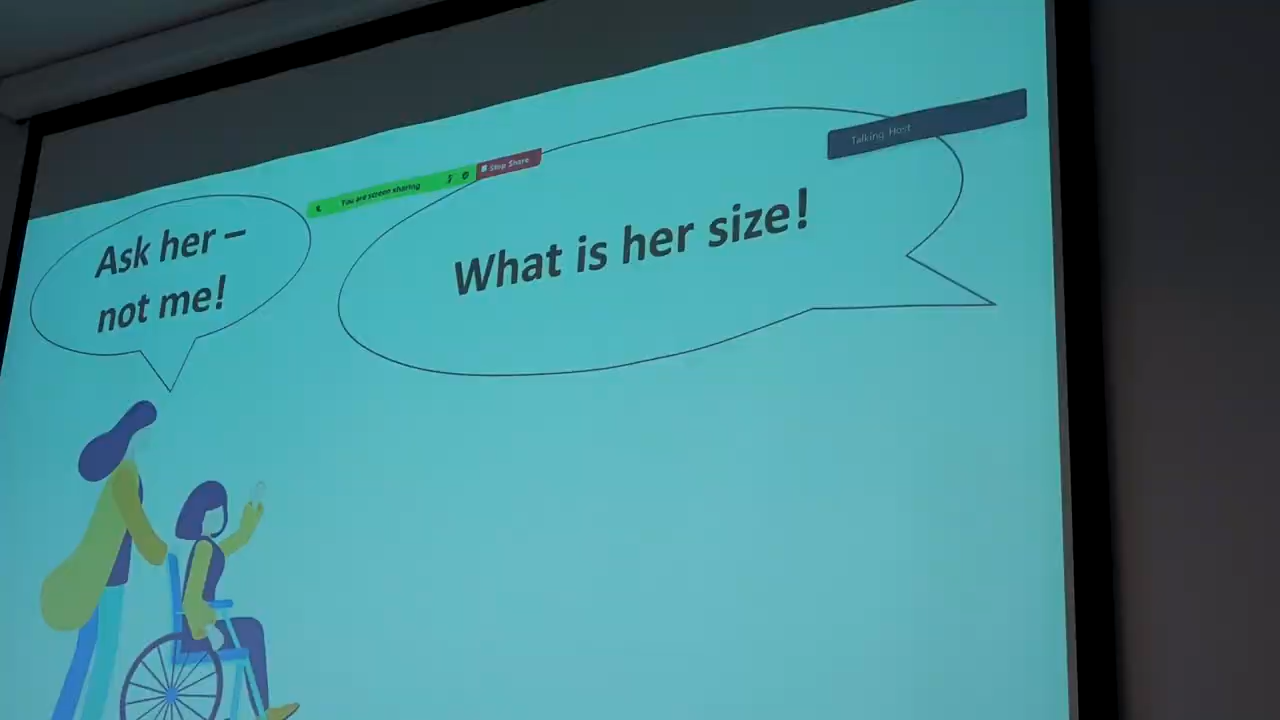 Talking Host
You are screen sharing
Stop Share
Ask her –
not me!
What is her size!